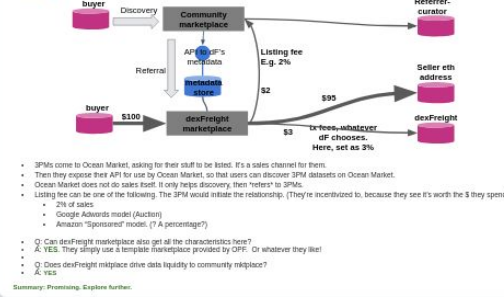 buyer
Discovery
Community
marketplace
Referrer-
curator
API to dF's
metadata
Listing fee
E.g. 2%
Referral
metadata
store
$2
Seller eth
address
buyer
$100
dexFreight
marketplace
$95
$3
tx fees, whatever
dF chooses.
Here, set as 3%
dexFreight
3PMs come to Ocean Market, asking for their stuff to be listed. It's a sales channel for them.
Then they expose their API for use by Ocean Market, so that users can discover 3PM datasets on Ocean Market.
Ocean Market does not do sales itself. It only helps discovery, then *refers* to 3PMs.
Listing fee can be one of the following. The 3PM would initiate the relationship. (They're incentivized to, because they see it's worth the $ they spen
2% of sales
Google Adwords model (Auction)
Amazon "Sponsored" model. (? A percentage?)
Q: Can dexFreight marketplace also get all the characteristics here?
A: YES. They simply use a template marketplace provided by OPF. Or whatever they like!
Q: Does dexFreight mktplace drive data liquidity to community mktplace?
A: YES
Summary: Promising. Explore further.